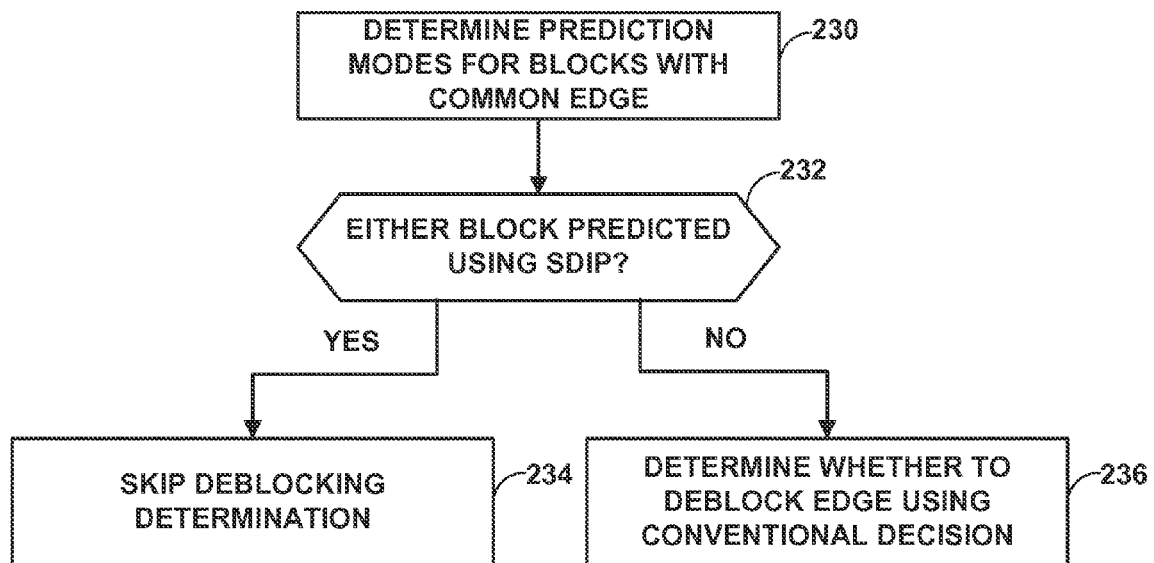 DETERMINE PREDICTION
MODES FOR BLOCKS WITH
COMMON EDGE
230
232
EITHER BLOCK PREDICTED
USING SDIP?
YES
NO
SKIP DEBLOCKING
DETERMINATION
234
DETERMINE WHETHER TO
DEBLOCK EDGE USING
CONVENTIONAL DECISION
236